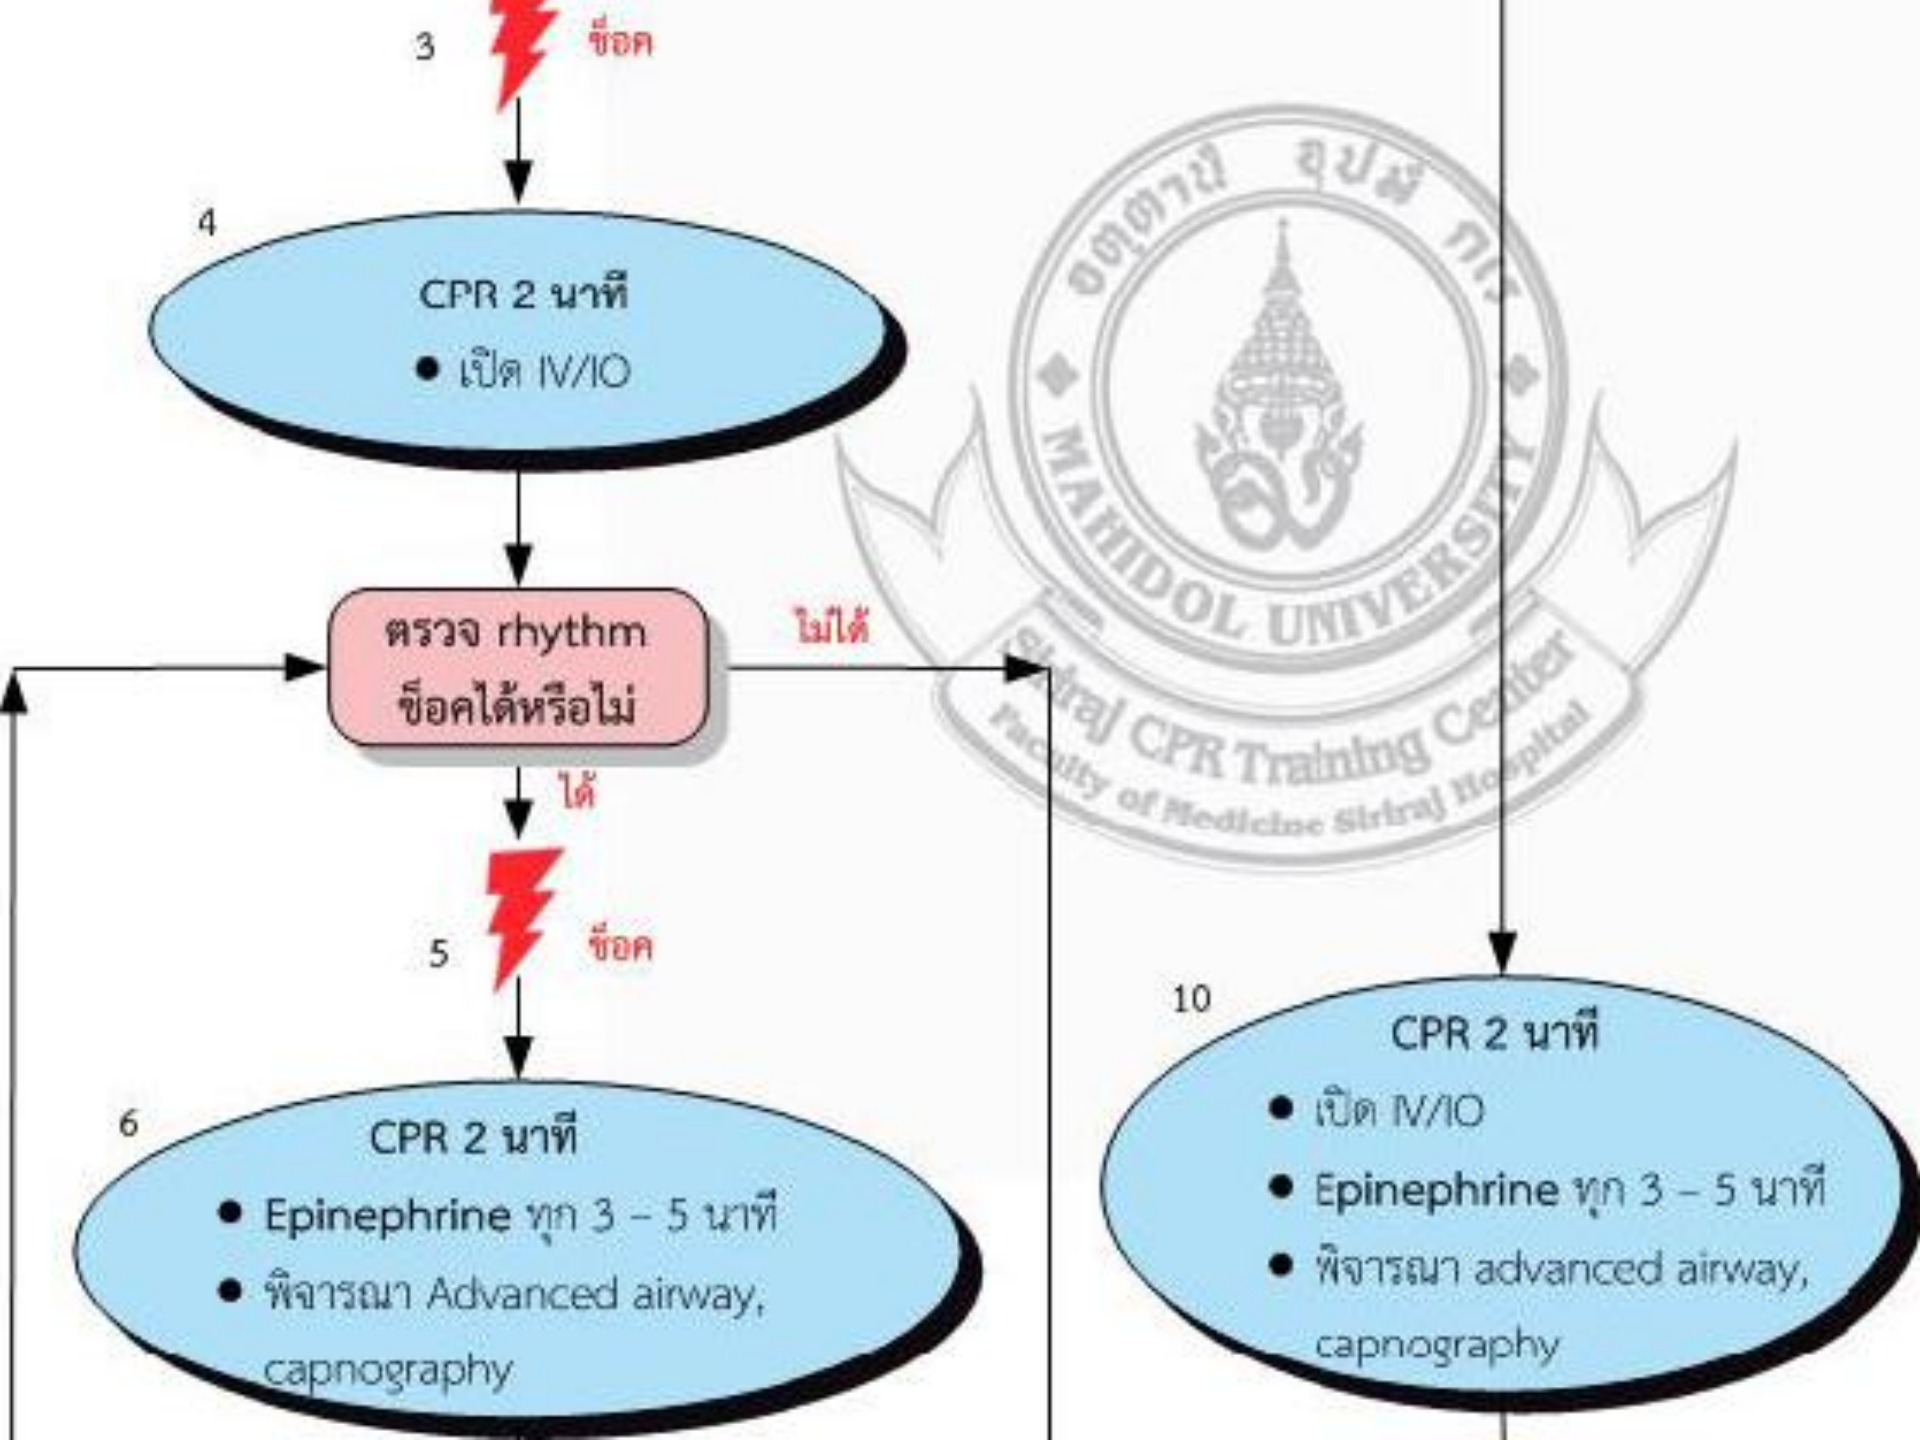 3
ช็อค
4
CPR 2 นาที
● เปิด IV/IO
ตรวจ rhythm
ช็อคได้หรือไม่
ไม่ได้
ได้
5
ช็อค
6
CPR 2 นาที
● Epinephrine ทุก 3 – 5 นาที
● พิจารณา Advanced airway,
capnography
10
CPR 2 นาที
● เปิด IV/IO
● Epinephrine ทุก 3 – 5 นาที
● พิจารณา advanced airway,
capnography
MAHIDOL UNIVERSITY
Siriraj CPR Training Center
Faculty of Medicine Siriraj Hospital